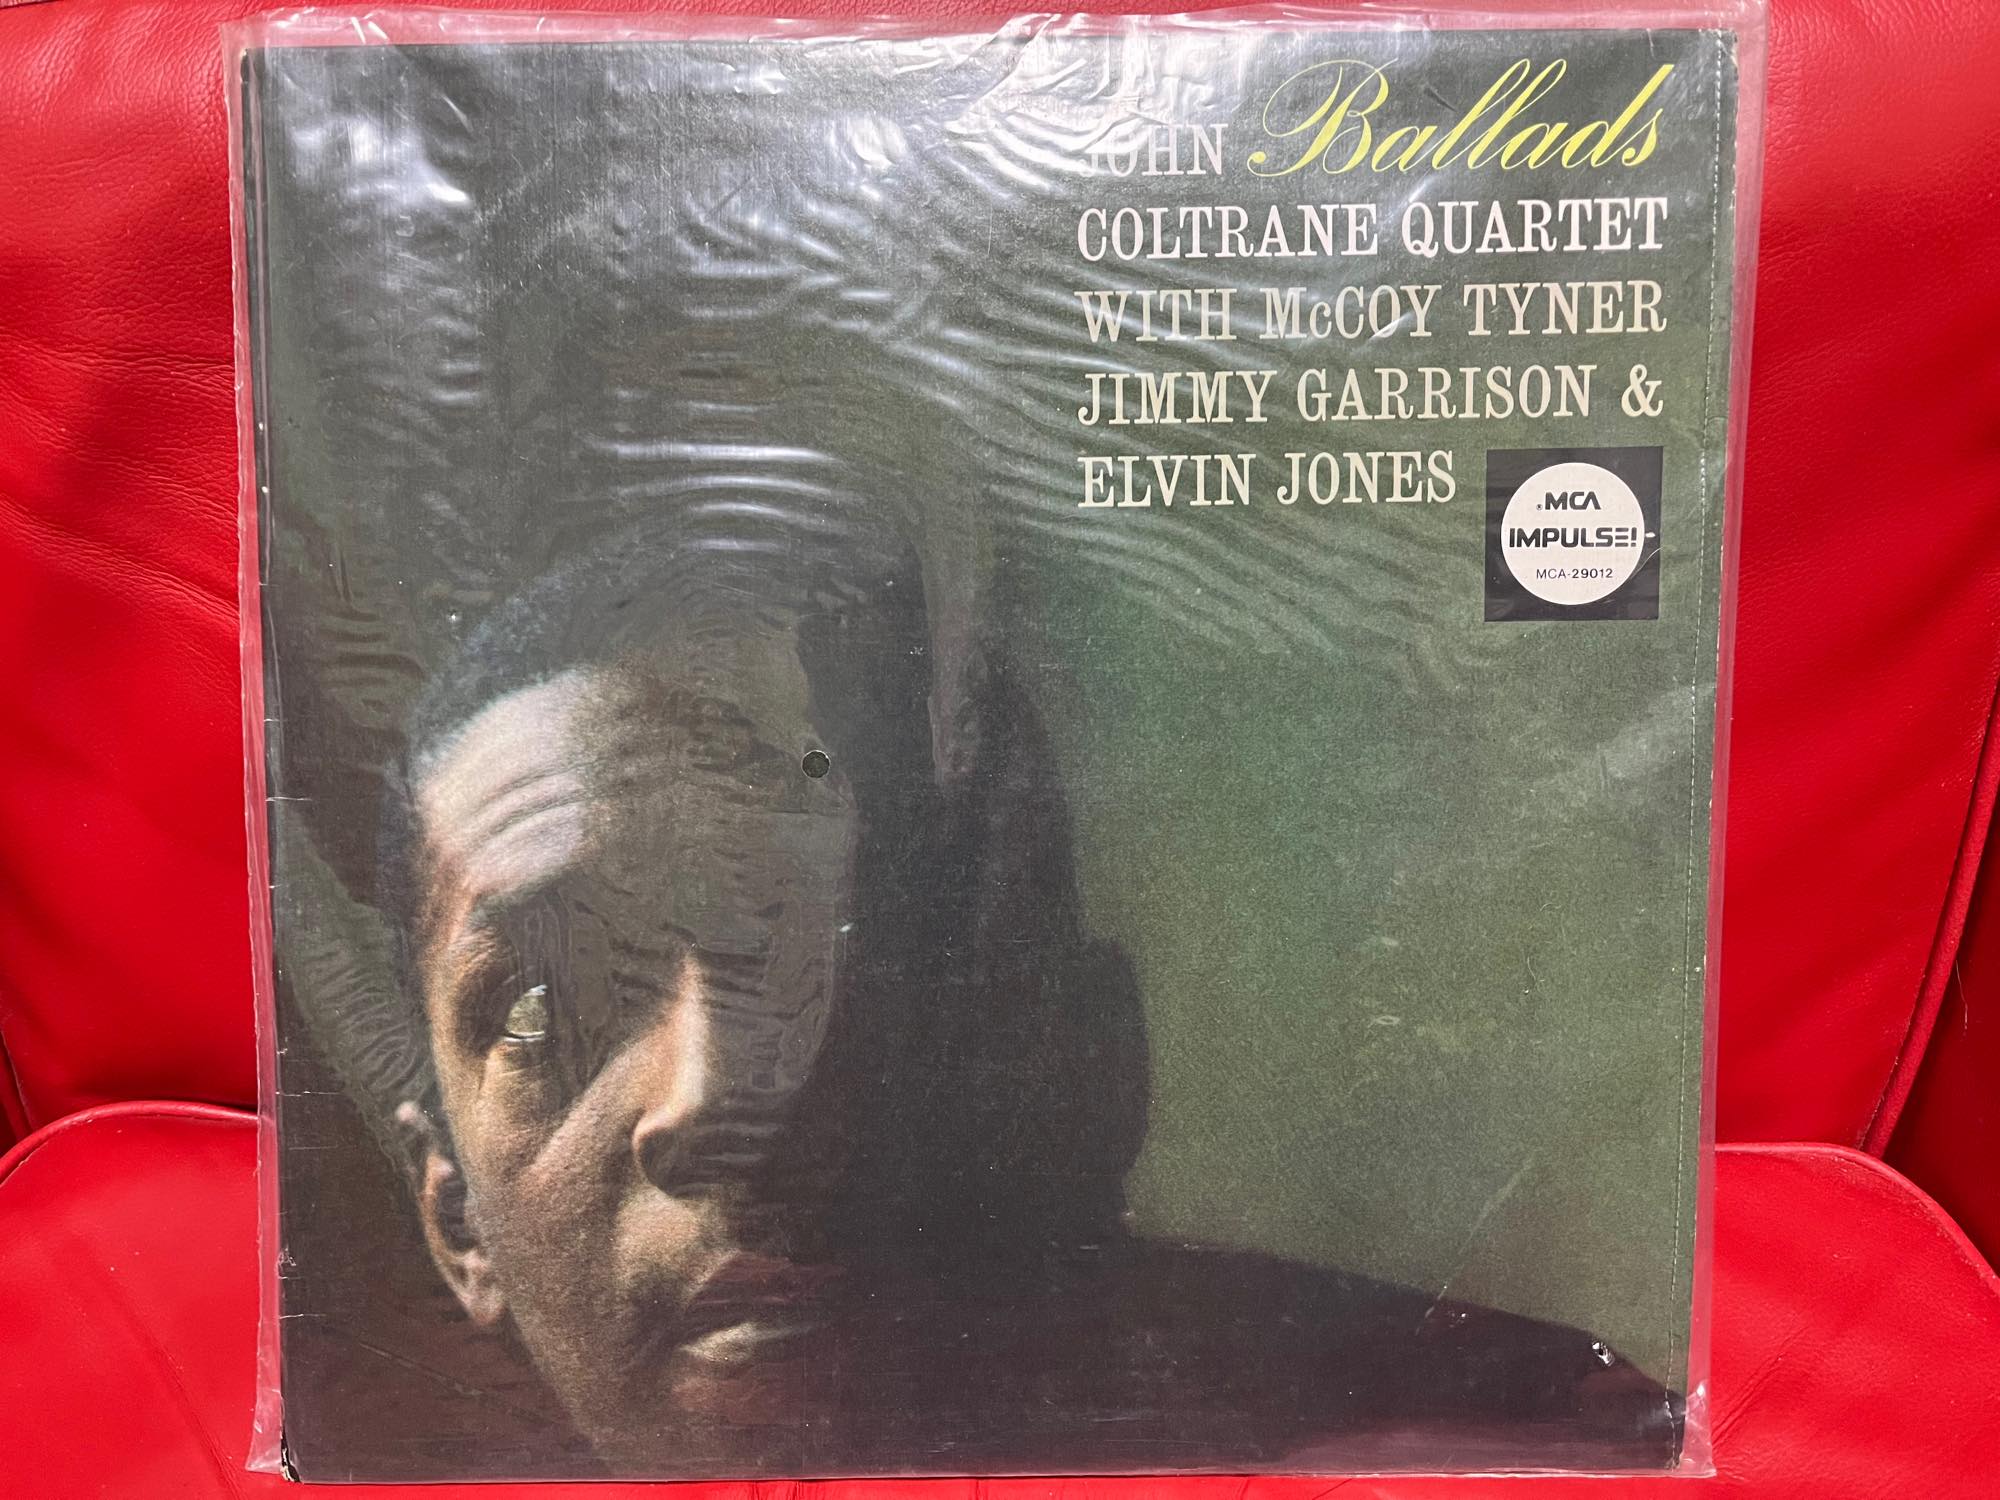 JOHN Ballads
COLTRANE QUARTET
WITH McCOY TYNER
JIMMY GARRISON &
ELVIN JONES
®MCA
IMPULSE!
MCA-29012